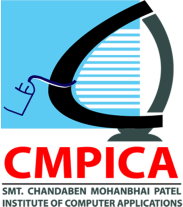 CMPICA
SMT. CHANDABEN MOHANBHAI PATEL
INSTITUTE OF COMPUTER APPLICATIONS